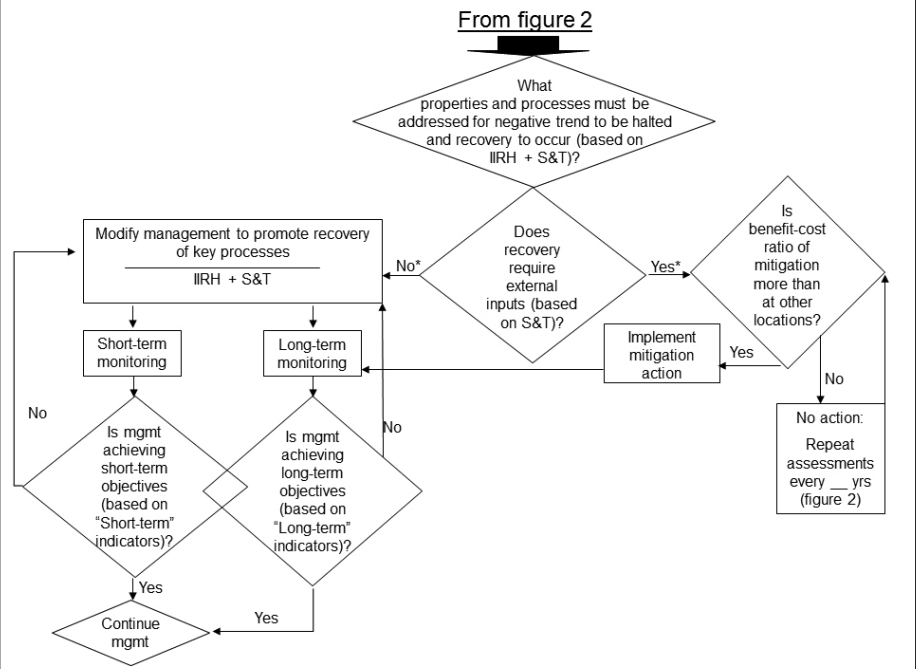 From figure 2
What
properties and processes must be
addressed for negative trend to be halted
and recovery to occur (based on
IIRH + S&T)?
Does
recovery
require
external
inputs (based
on S&T)?
No*
Yes*
Is
benefit-cost
ratio of
mitigation
more than
at other
locations?
Modify management to promote recovery
of key processes
IIRH + S&T
Implement
mitigation
action
Yes
No
Short-term
monitoring
Long-term
monitoring
No action:
Repeat
assessments
every __ yrs
(figure 2)
No
Is mgmt
achieving
short-term
objectives
(based on
“Short-term”
indicators)?
Is mgmt
achieving
long-term
objectives
(based on
“Long-term”
indicators)?
No
Yes
Yes
Continue
mgmt